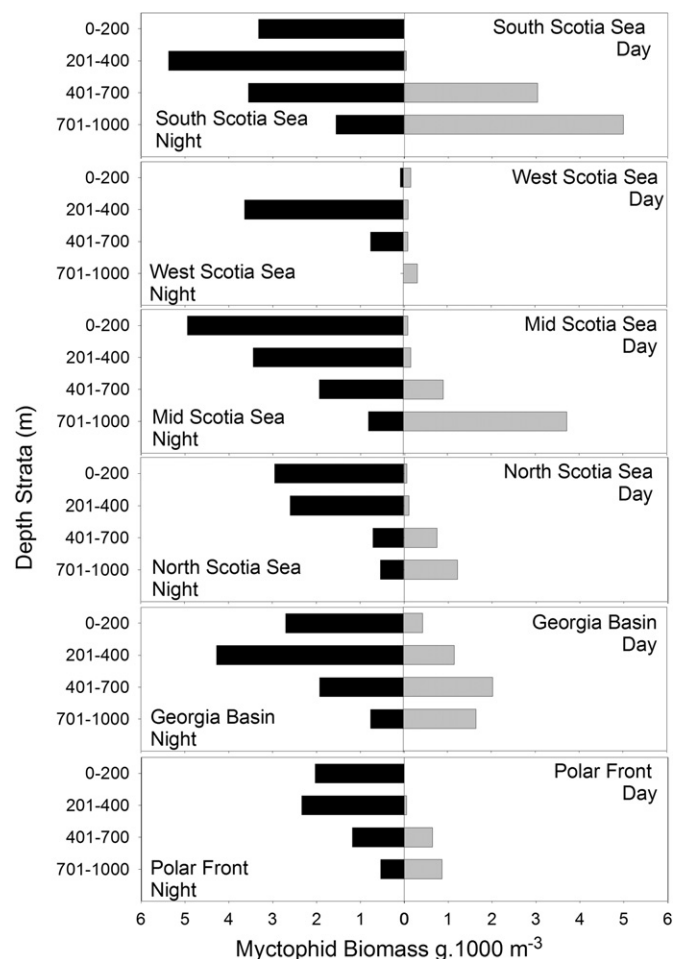 0-200
South Scotia Sea
Day
201-400
401-700
South Scotia Sea
Night
701-1000
0-200
West Scotia Sea
Day
201-400
401-700
West Scotia Sea
Night
701-1000
0-200
Mid Scotia Sea
Day
201-400
401-700
Mid Scotia Sea
Night
701-1000
Depth Strata (m)
0-200
North Scotia Sea
Day
201-400
401-700
North Scotia Sea
Night
701-1000
0-200
Georgia Basin
Day
201-400
401-700
Georgia Basin
Night
701-1000
0-200
Polar Front
Day
201-400
401-700
Polar Front
Night
701-1000
6 5 4 3 2 1 0 1 2 3 4 5 6
Myctophid Biomass g.1000 m⁻³